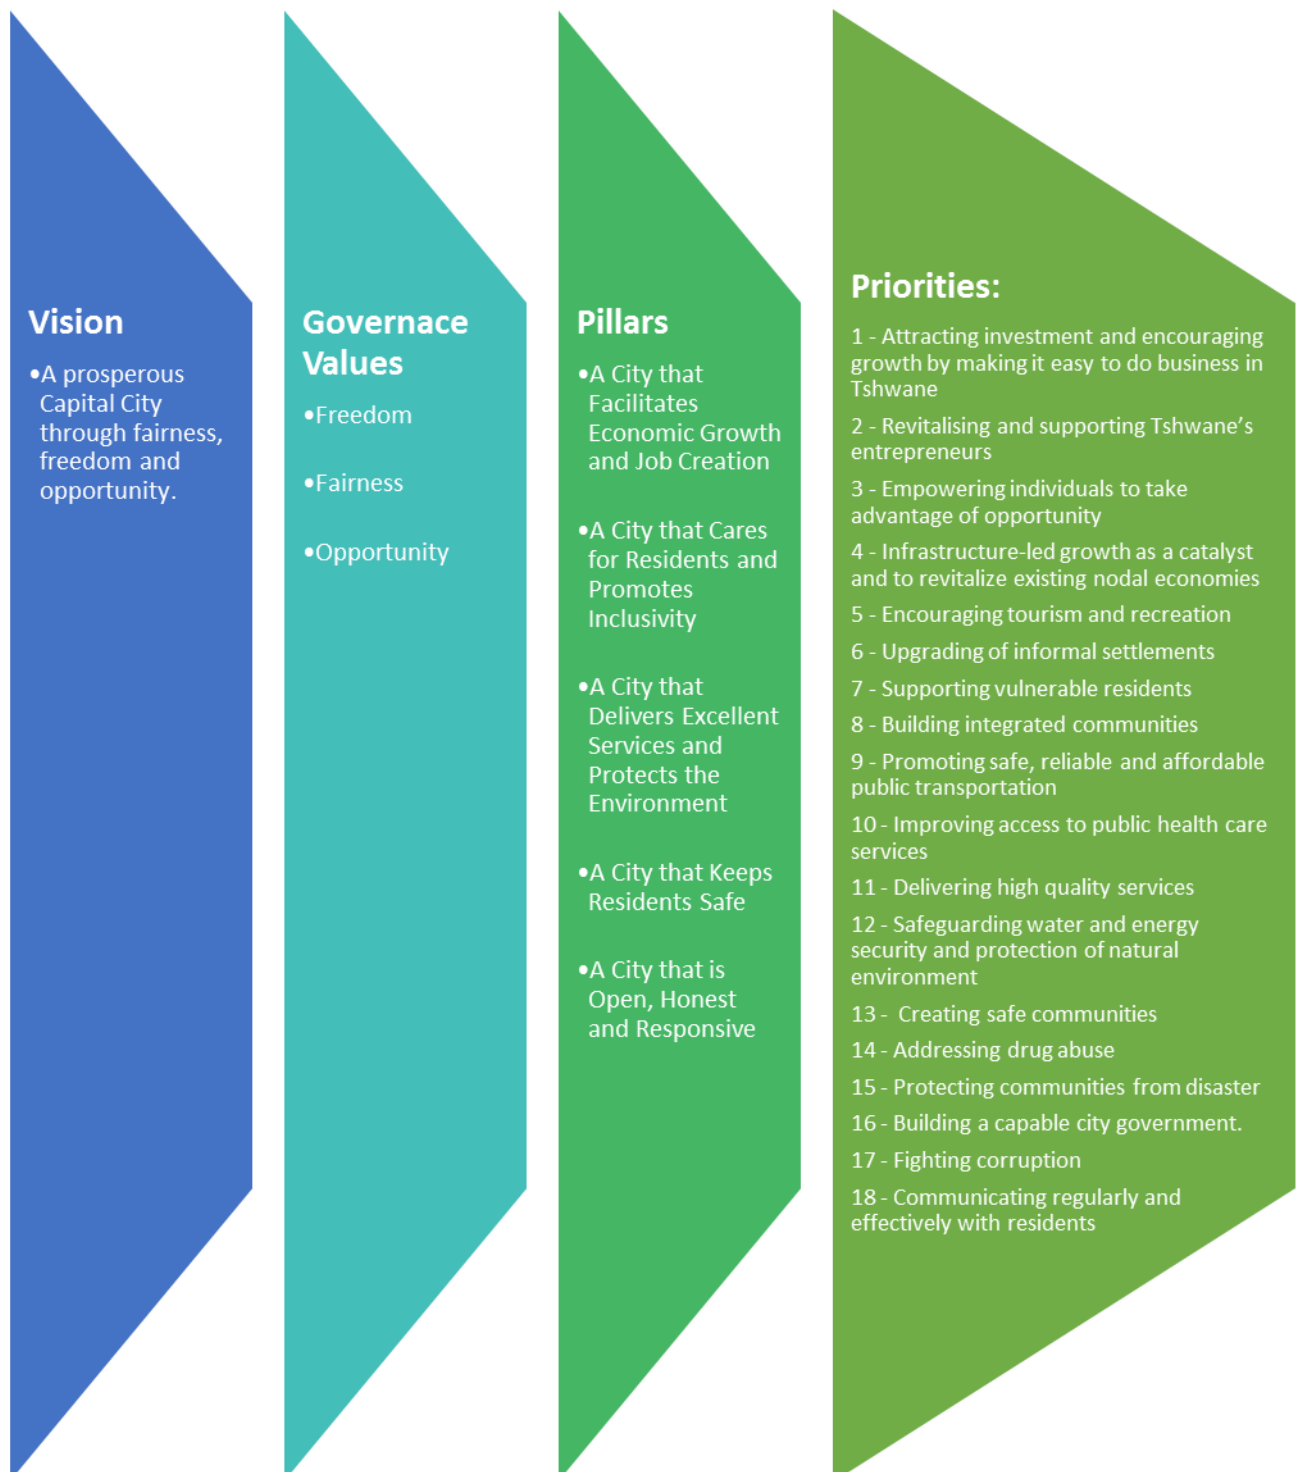 Vision
•A prosperous
Capital City
through fairness,
freedom and
opportunity.
Governace
Values
•Freedom
•Fairness
•Opportunity
Pillars
•A City that
Facilitates
Economic Growth
and Job Creation
•A City that Cares
for Residents and
Promotes
Inclusivity
•A City that
Delivers Excellent
Services and
Protects the
Environment
•A City that Keeps
Residents Safe
•A City that is
Open, Honest
and Responsive
Priorities:
1 - Attracting investment and encouraging
growth by making it easy to do business in
Tshwane
2 - Revitalising and supporting Tshwane’s
entrepreneurs
3 - Empowering individuals to take
advantage of opportunity
4 - Infrastructure-led growth as a catalyst
and to revitalize existing nodal economies
5 - Encouraging tourism and recreation
6 - Upgrading of informal settlements
7 - Supporting vulnerable residents
8 - Building integrated communities
9 - Promoting safe, reliable and affordable
public transportation
10 - Improving access to public health care
services
11 - Delivering high quality services
12 - Safeguarding water and energy
security and protection of natural
environment
13 -  Creating safe communities
14 - Addressing drug abuse
15 - Protecting communities from disaster
16 - Building a capable city government.
17 - Fighting corruption
18 - Communicating regularly and
effectively with residents